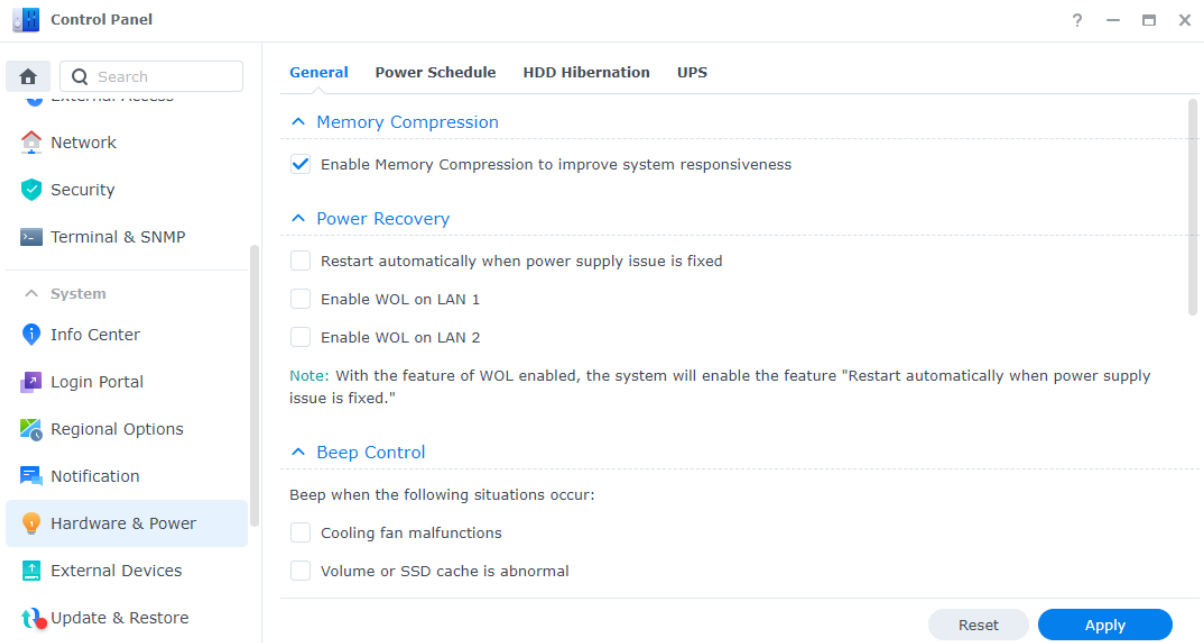 Control Panel
?
Search
External Access
Network
Security
Terminal & SNMP
System
Info Center
Login Portal
Regional Options
Notification
Hardware & Power
External Devices
Update & Restore
General Power Schedule HDD Hibernation UPS
Memory Compression
Enable Memory Compression to improve system responsiveness
Power Recovery
Restart automatically when power supply issue is fixed
Enable WOL on LAN 1
Enable WOL on LAN 2
Note: With the feature of WOL enabled, the system will enable the feature "Restart automatically when power supply
issue is fixed."
Beep Control
Beep when the following situations occur:
Cooling fan malfunctions
Volume or SSD cache is abnormal
Reset Apply